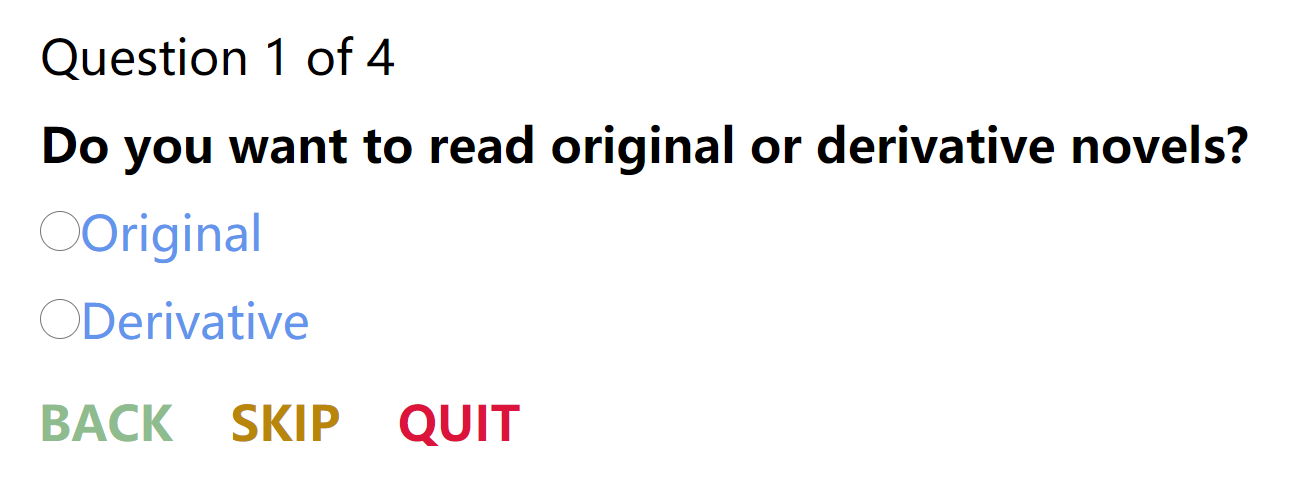 Question 1 of 4
Do you want to read original or derivative novels?
Original
Derivative
BACK SKIP QUIT